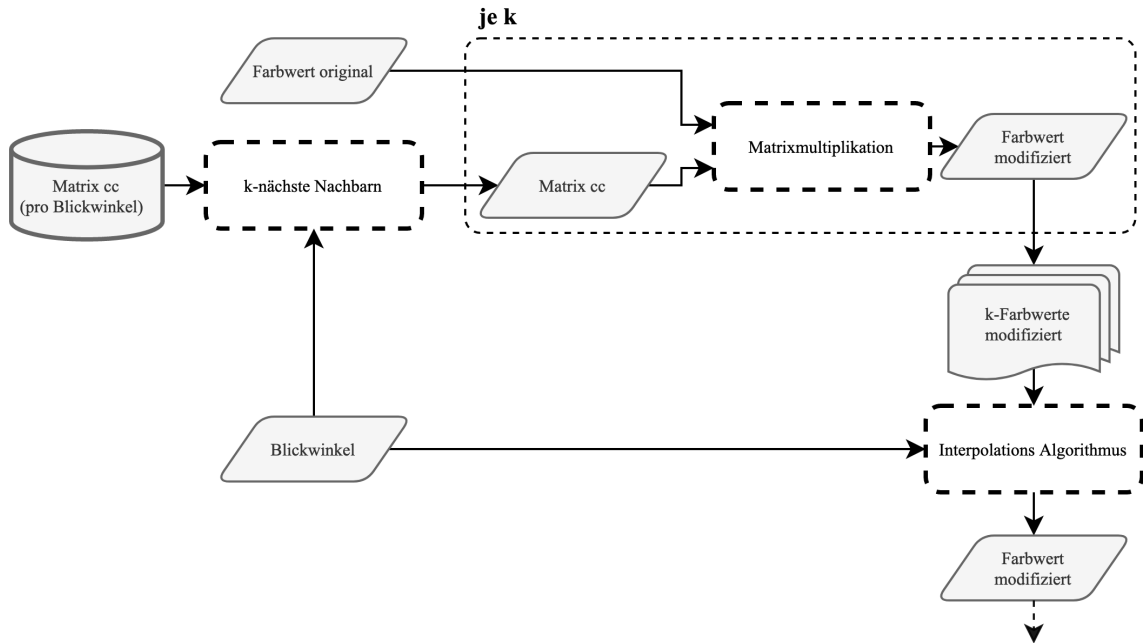 je k
Farbwert original
Matrix cc
(pro Blickwinkel)
k-nächste Nachbarn
Matrix cc
Matrixmultiplikation
Farbwert
modifiziert
k-Farbwerte
modifiziert
Blickwinkel
Interpolations Algorithmus
Farbwert
modifiziert